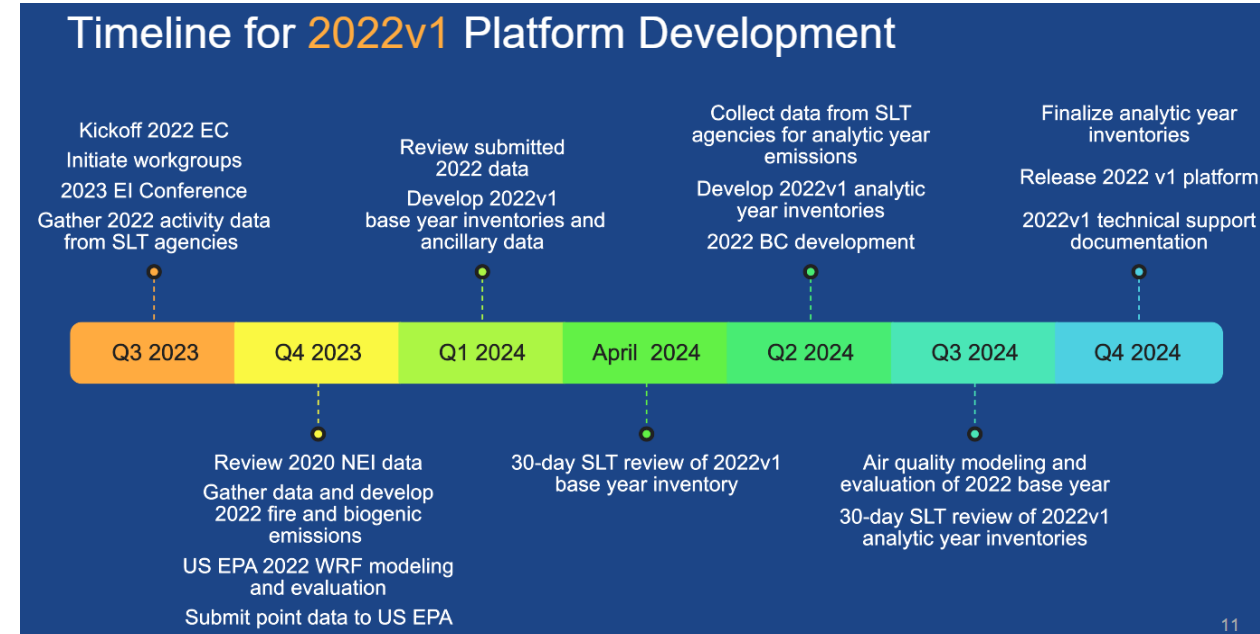 Timeline for 2022v1 Platform Development
Kickoff 2022 EC
Initiate workgroups
2023 EI Conference
Gather 2022 activity data
from SLT agencies
Review submitted
2022 data
Develop 2022v1
base year inventories and
ancillary data
Collect data from SLT
agencies for analytic year
emissions
Develop 2022v1 analytic
year inventories
2022 BC development
Finalize analytic year
inventories
Release 2022 v1 platform
2022v1 technical support
documentation
Q3 2023
Q4 2023
Q1 2024
April 2024
Q2 2024
Q3 2024
Q4 2024
Review 2020 NEI data
Gather data and develop
2022 fire and biogenic
emissions
US EPA 2022 WRF modeling
and evaluation
Submit point data to US EPA
30-day SLT review of 2022v1
base year inventory
Air quality modeling and
evaluation of 2022 base year
30-day SLT review of 2022v1
analytic year inventories
11